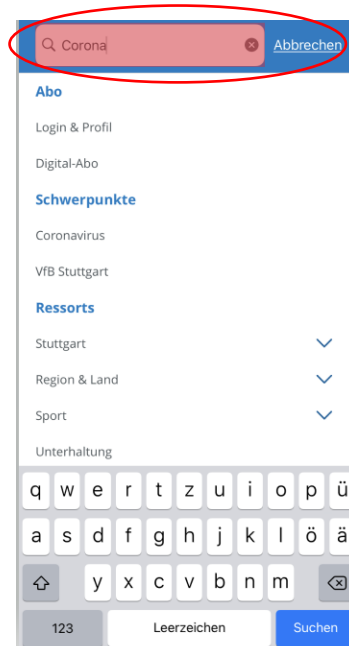 Corona Abbrechen
Abo
Login & Profil
Digital-Abo
Schwerpunkte
Coronavirus
VfB Stuttgart
Ressorts
Stuttgart
Region & Land
Sport
Unterhaltung
q w e r t z u i o p ü
a s d f g h j k l ö ä
y x c v b n m
123 Leerzeichen Suchen